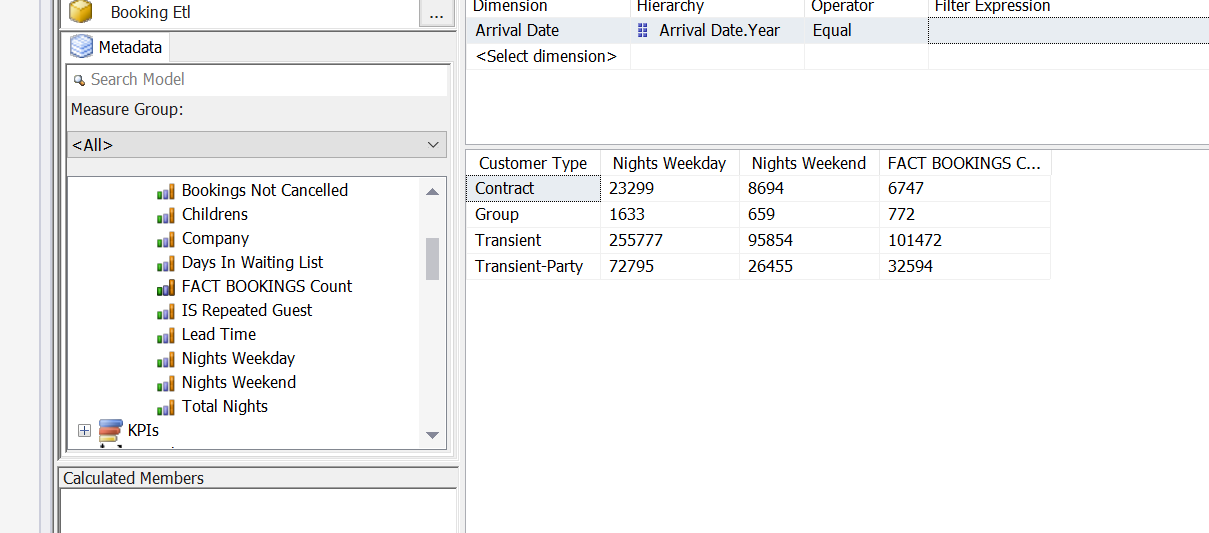 Booking Etl
...
Metadata
Search Model
Measure Group:
<All>
Bookings Not Cancelled
Childrens
Company
Days In Waiting List
FACT BOOKINGS Count
IS Repeated Guest
Lead Time
Nights Weekday
Nights Weekend
Total Nights
KPIs
Calculated Members
Dimension Hierarchy Operator Filter Expression
Arrival Date Arrival Date.Year Equal
<Select dimension>
Customer Type Nights Weekday Nights Weekend FACT BOOKINGS C...
Contract 23299 8694 6747
Group 1633 659 772
Transient 255777 95854 101472
Transient-Party 72795 26455 32594